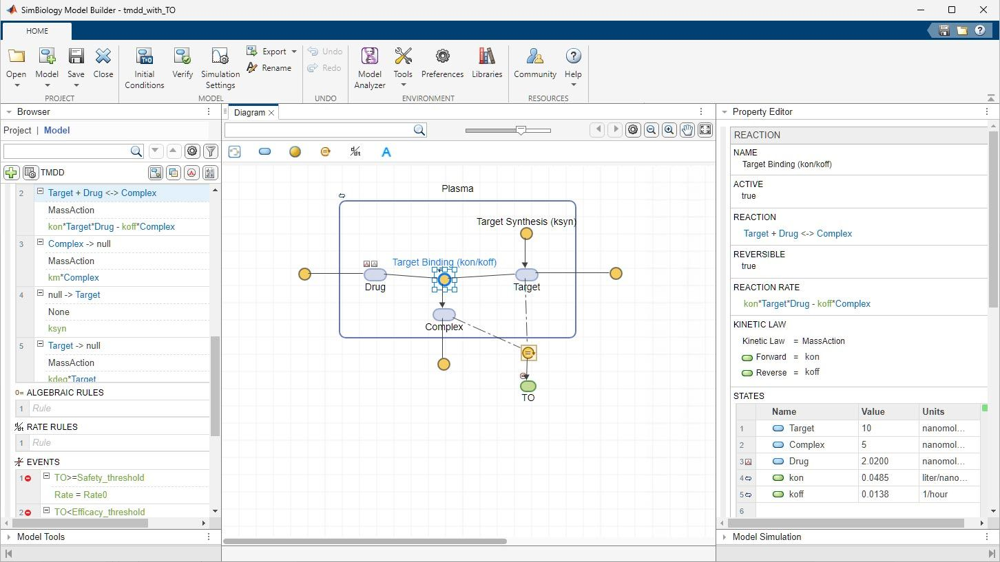 SimBiology Model Builder - tmdd_with_TO
HOME
Open
Model
Save
Close
PROJECT
Initial Conditions
Verify
Simulation Settings
Export
Rename
MODEL
Undo
Redo
UNDO
Model Analyzer
Tools
Preferences
Libraries
ENVIRONMENT
Community
Help
RESOURCES
Browser
Project | Model
TMDD
2 Target + Drug <-> Complex
MassAction
kon*Target*Drug - koff*Complex
3 Complex -> null
MassAction
km*Complex
4 null -> Target
None
ksyn
5 Target -> null
MassAction
kdeg*Target
0= ALGEBRAIC RULES
1 Rule
RATE RULES
1 Rule
EVENTS
1 TO>=Safety_threshold
Rate = Rate0
2 TO<Efficacy_threshold
Model Tools
Diagram
A
Plasma
Target Synthesis (ksyn)
Target Binding (kon/koff)
Drug
Target
Complex
TO
Property Editor
REACTION
NAME
Target Binding (kon/koff)
ACTIVE
true
REACTION
Target + Drug <-> Complex
REVERSIBLE
true
REACTION RATE
kon*Target*Drug - koff*Complex
KINETIC LAW
Kinetic Law = MassAction
Forward = kon
Reverse = koff
STATES
Name Value Units
1 Target 10 nanomol...
2 Complex 5 nanomol...
3 Drug 2.0200 nanomol...
4 kon 0.0485 liter/nano...
5 koff 0.0138 1/hour
6
Model Simulation